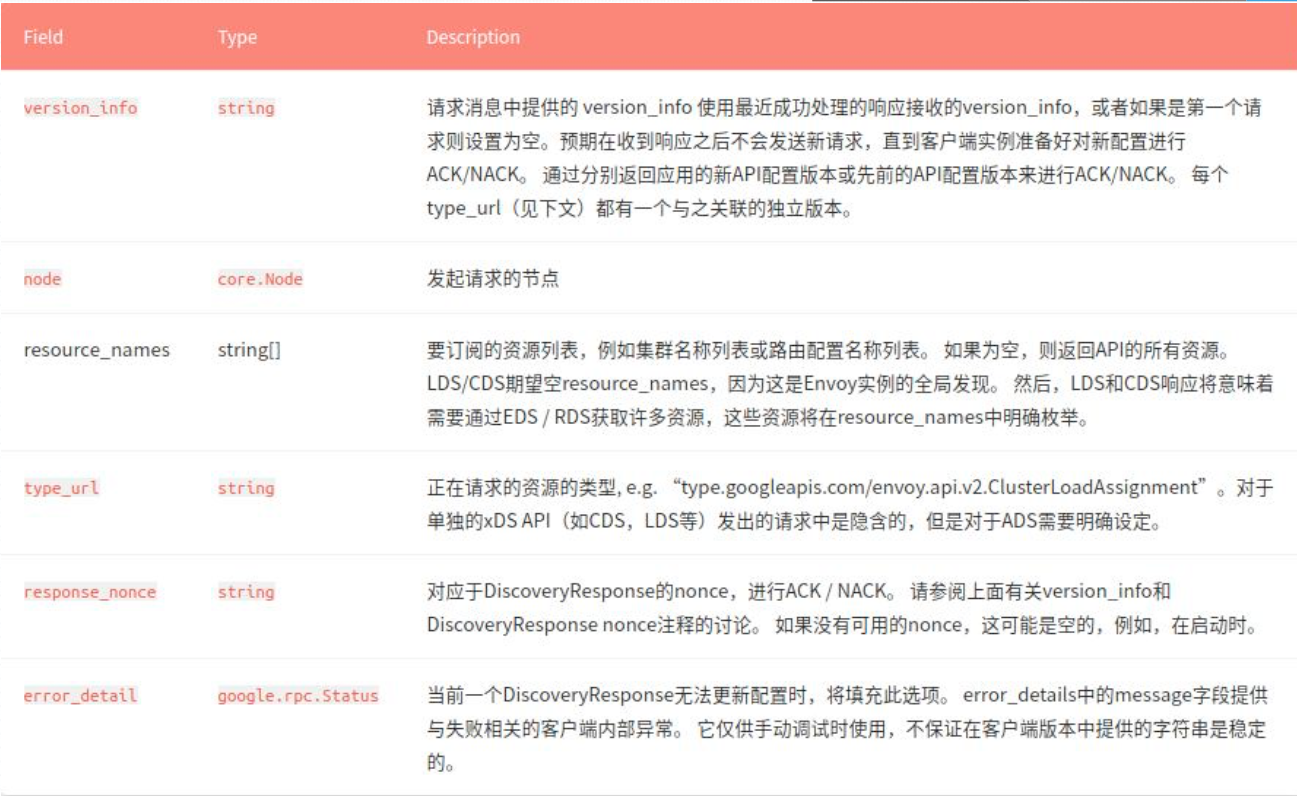 Field Type Description
version_info string 请求消息中提供的 version_info 使用最近成功处理的响应接收的version_info，或者如果是第一个请
求则设置为空。预期在收到响应之后不会发送新请求，直到客户端实例准备好对新配置进行
ACK/NACK。 通过分别返回应用的新API配置版本或先前的API配置版本来进行ACK/NACK。 每个
type_url（见下文）都有一个与之关联的独立版本。
node core.Node 发起请求的节点
resource_names string[] 要订阅的资源列表，例如集群名称列表或路由配置名称列表。 如果为空，则返回API的所有资源。
LDS/CDS期望空resource_names，因为这是Envoy实例的全局发现。 然后，LDS和CDS响应将意味着
需要通过EDS / RDS获取许多资源，这些资源将在resource_names中明确枚举。
type_url string 正在请求的资源的类型, e.g. “type.googleapis.com/envoy.api.v2.ClusterLoadAssignment” 。对于
单独的xDS API（如CDS，LDS等）发出的请求中是隐含的，但是对于ADS需要明确设定。
response_nonce string 对应于DiscoveryResponse的nonce，进行ACK / NACK。 请参阅上面有关version_info和
DiscoveryResponse nonce注释的讨论。 如果没有可用的nonce，这可能是空的，例如，在启动时。
error_detail google.rpc.Status 当前一个DiscoveryResponse无法更新配置时，将填充此选项。 error_details中的message字段提供
与失败相关的客户端内部异常。 它仅供手动调试时使用，不保证在客户端版本中提供的字符串是稳定
的。